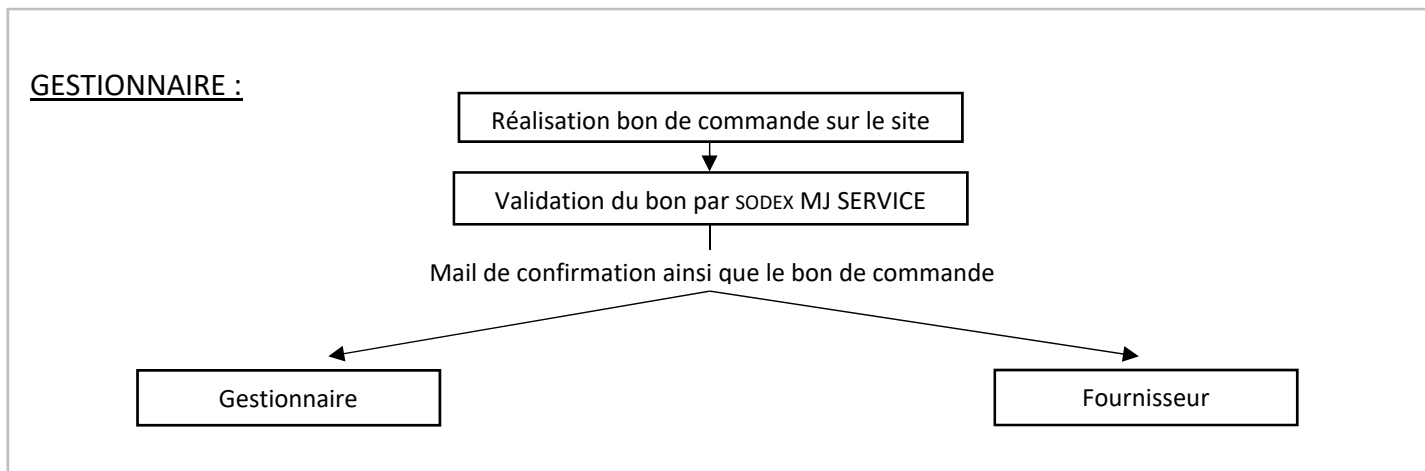 GESTIONNAIRE :
Réalisation bon de commande sur le site
Validation du bon par SODEX MJ SERVICE
Mail de confirmation ainsi que le bon de commande
Gestionnaire
Fournisseur